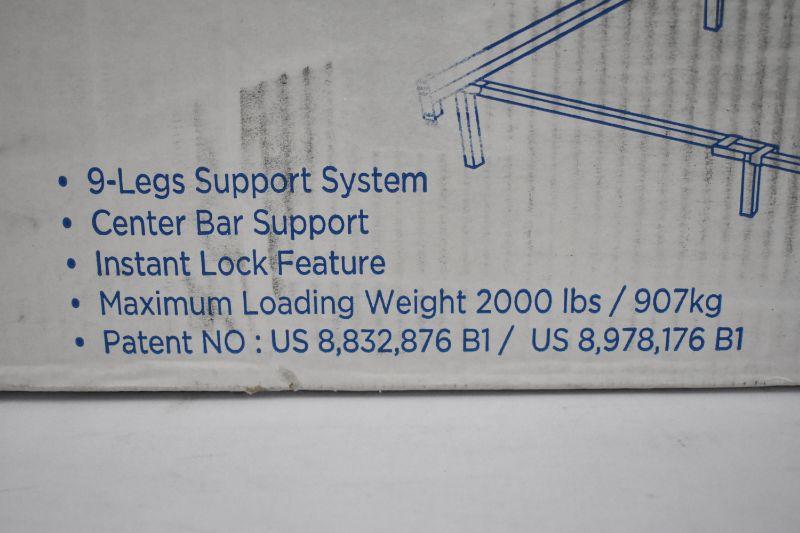 • 9-Legs Support System
• Center Bar Support
• Instant Lock Feature
• Maximum Loading Weight 2000 lbs / 907kg
• Patent NO : US 8,832,876 B1 / US 8,978,176 B1